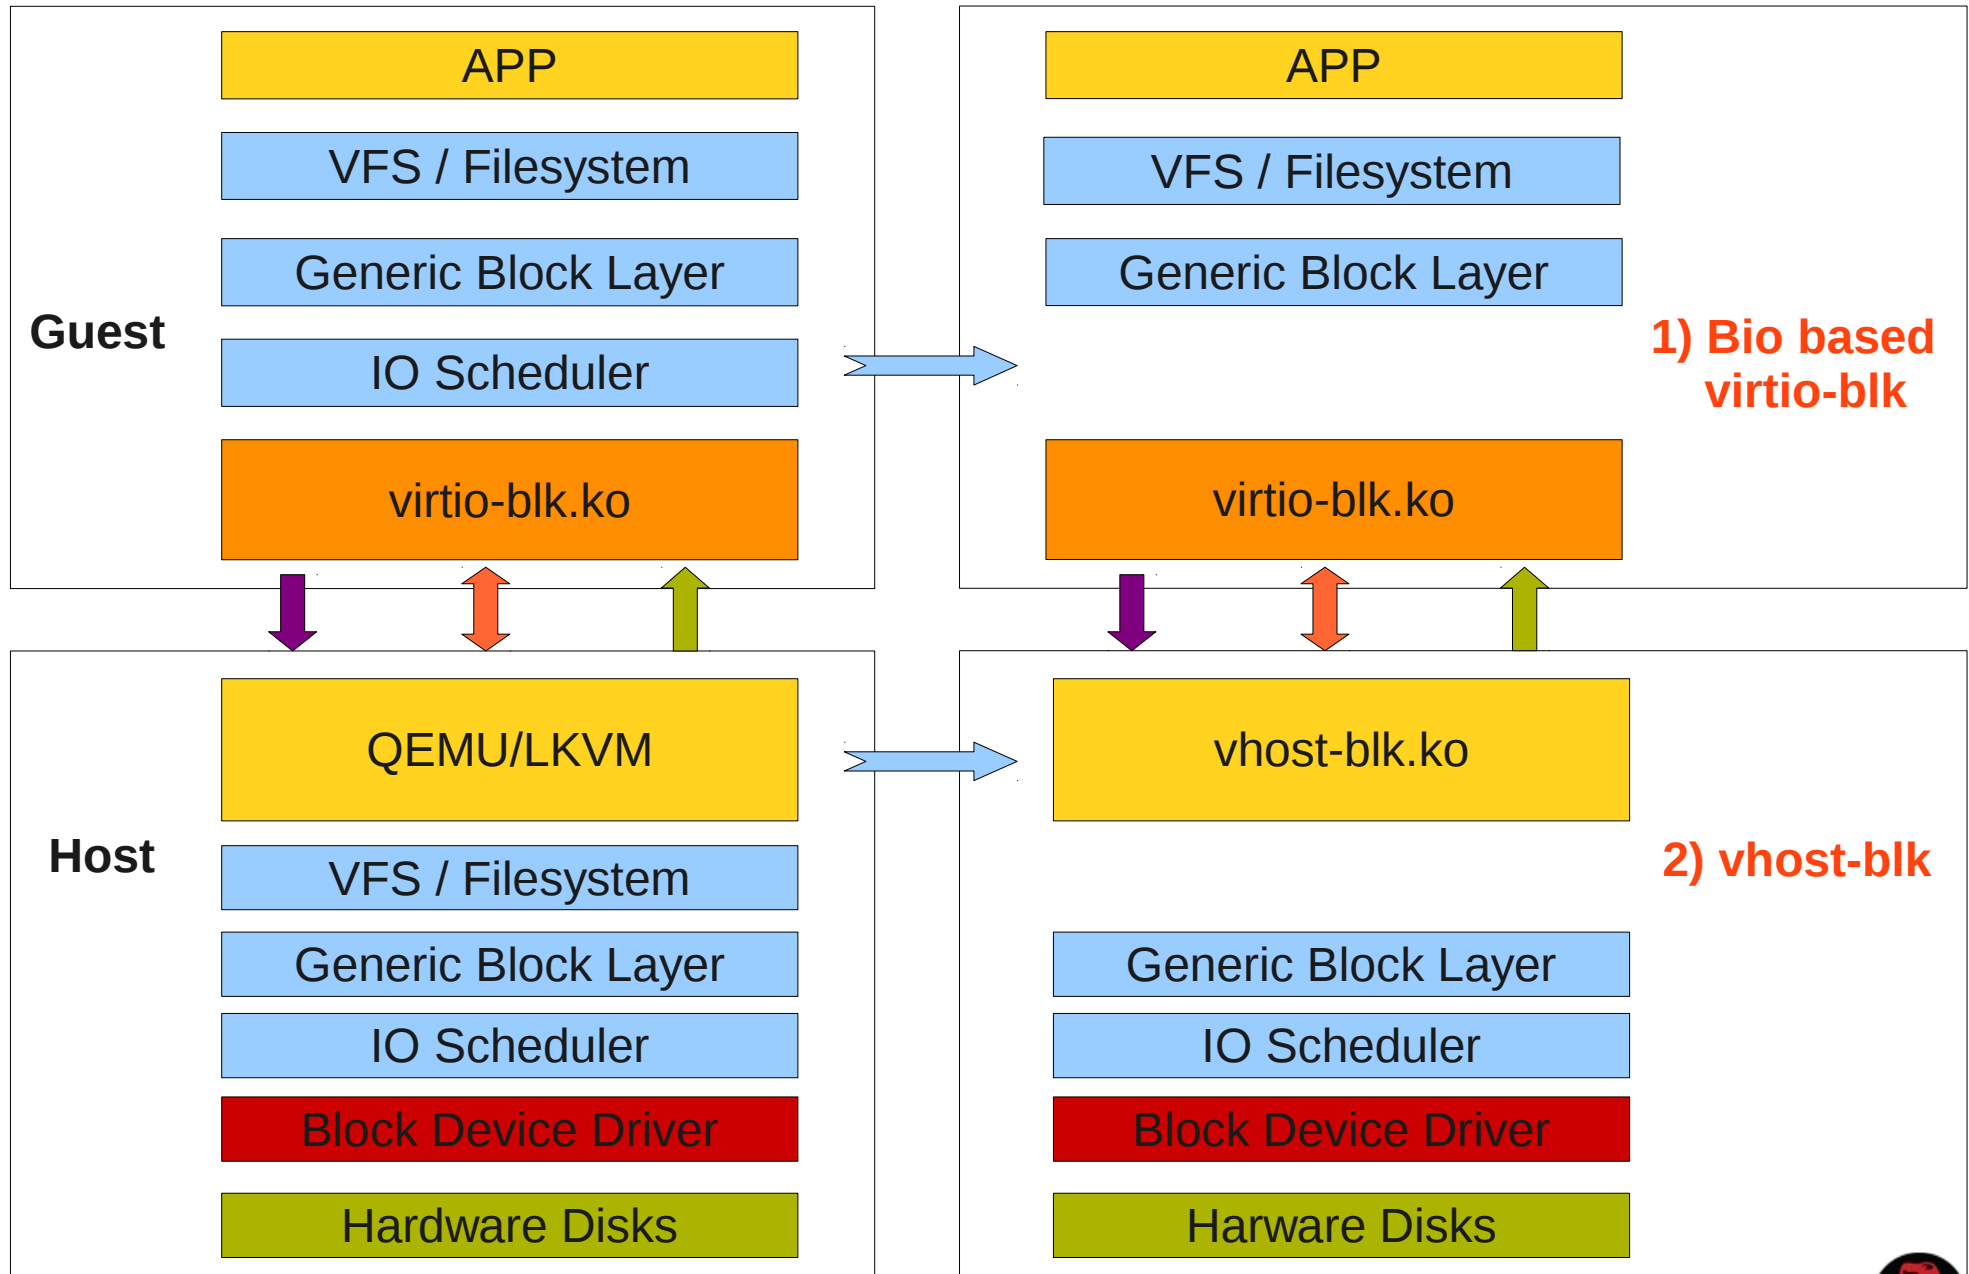 APP
VFS / Filesystem
Generic Block Layer
Guest
IO Scheduler
virtio-blk.ko
APP
VFS / Filesystem
Generic Block Layer
1) Bio based
virtio-blk
virtio-blk.ko
QEMU/LKVM
Host
VFS / Filesystem
Generic Block Layer
IO Scheduler
Block Device Driver
Hardware Disks
vhost-blk.ko
2) vhost-blk
Generic Block Layer
IO Scheduler
Block Device Driver
Harware Disks